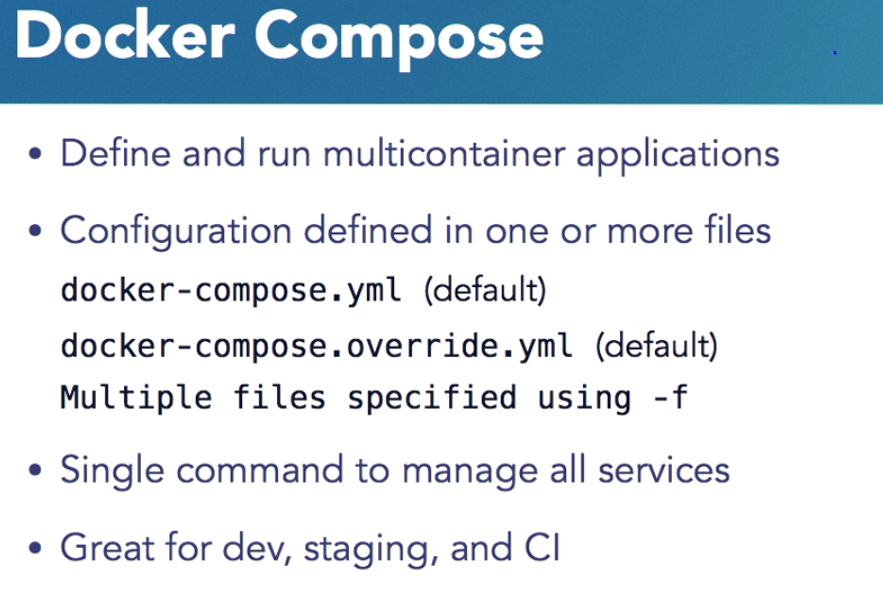 Docker Compose
• Define and run multicontainer applications
• Configuration defined in one or more files
docker-compose.yml (default)
docker-compose.override.yml (default)
Multiple files specified using -f
• Single command to manage all services
• Great for dev, staging, and CI